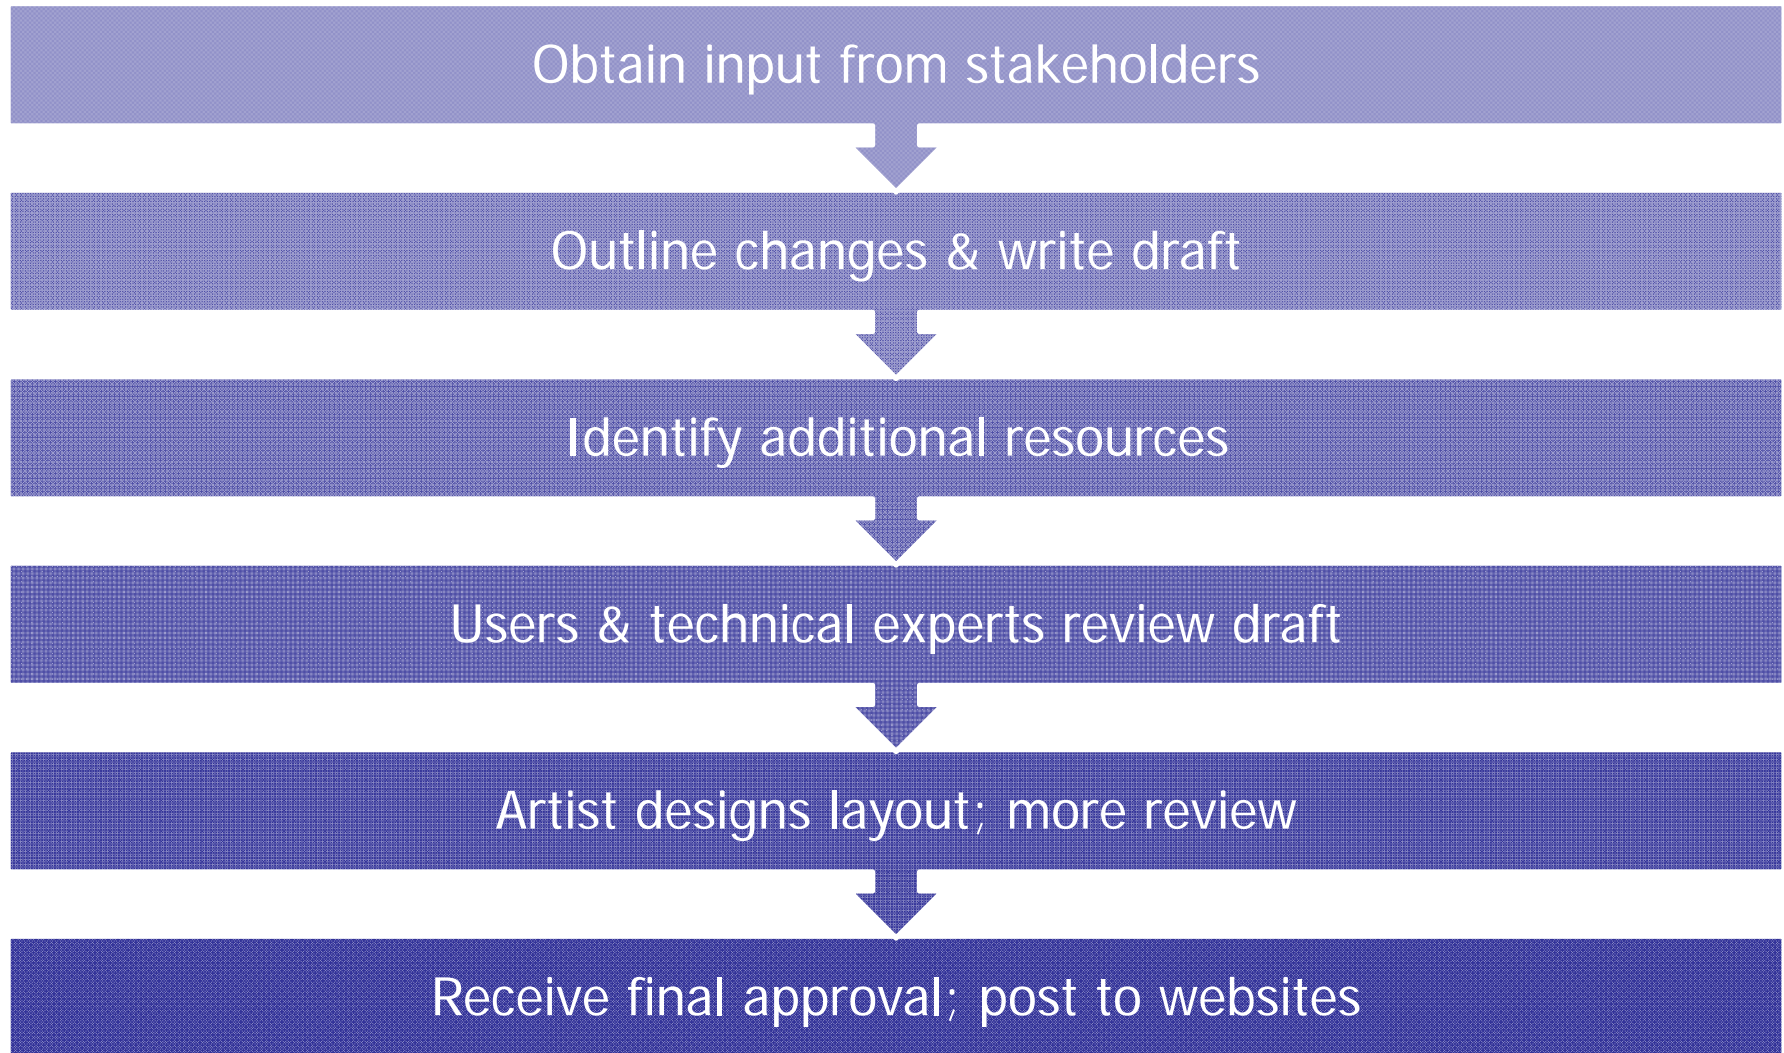 Obtain input from stakeholders
Outline changes & write draft
Identify additional resources
Users & technical experts review draft
Artist designs layout; more review
Receive final approval; post to websites